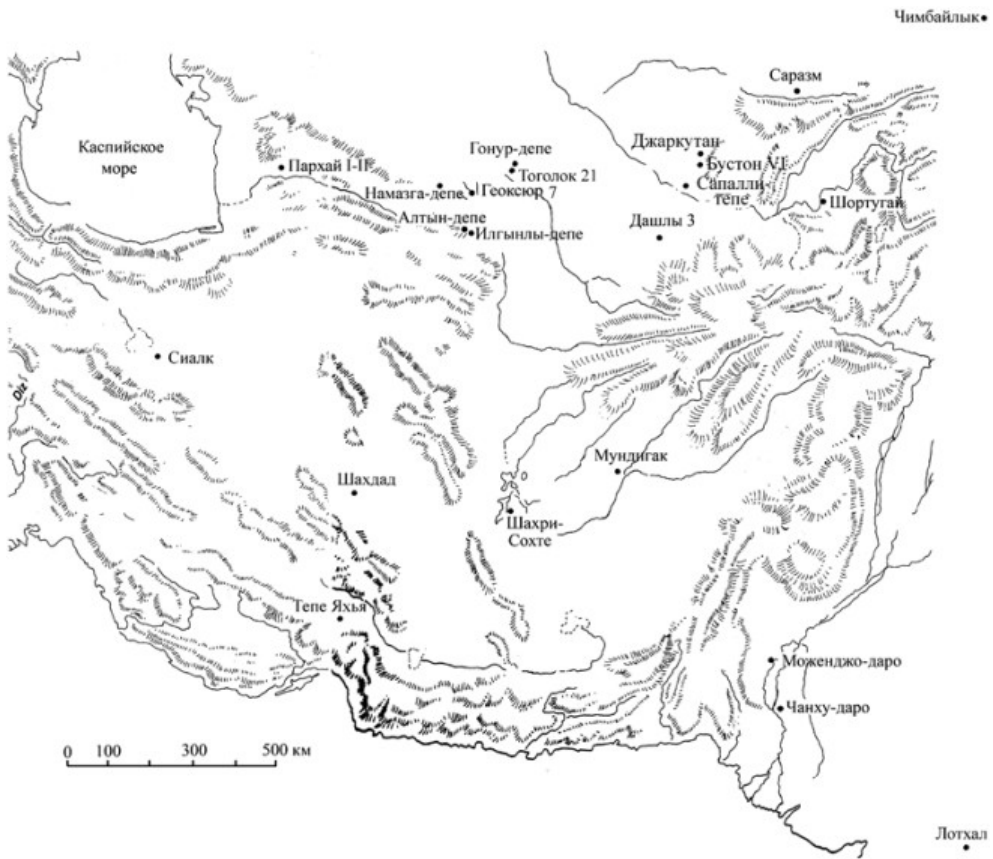 Чимбайлык
Саразм
Каспийское
море
Джаркутан
Гонур-депе
Пархай I-II
Бустон VI
Тоголок 21
Намазга-депе
Геоксюр 7
Сапалли-
тепе
Шортугай
Алтын-депе
Дашлы 3
Илгынлы-депе
Сиалк
Diz
Мундигак
Шахдад
Шахри-
Сохте
Тепе Яхья
Моженджо-даро
Чанху-даро
0 100 300 500 км
Лотхал